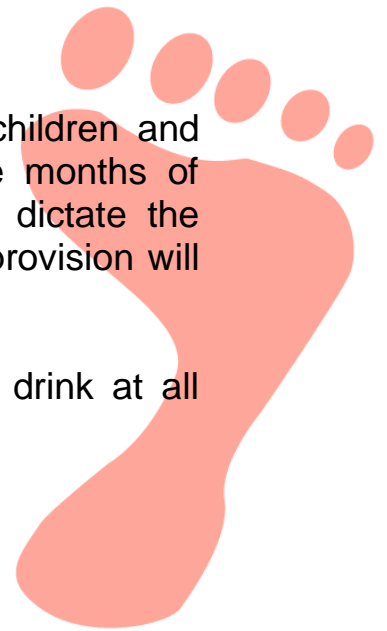 children and
months of
dictate the
provision will
drink at all